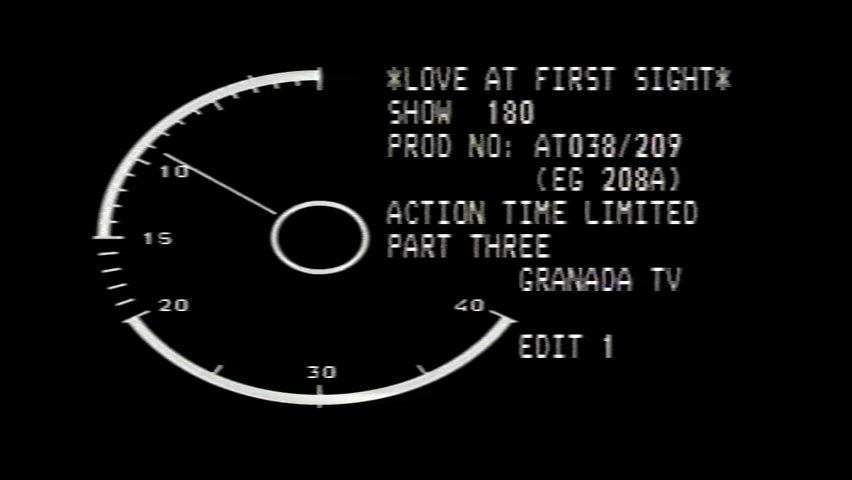 *LOVE AT FIRST SIGHT*
SHOW 180
PROD NO: AT038/209
(EG 208A)
ACTION TIME LIMITED
PART THREE
GRANADA TV
EDIT 1
10
15
20
40
30